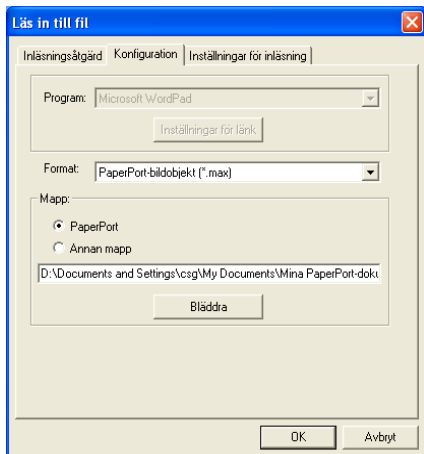 Läs in till fil
Inläsningsåtgärd Konfiguration Inställningar för inläsning
Program: Microsoft WordPad
Inställningar för länk
Format: PaperPort-bildobjekt (*.max)
Mapp:
PaperPort
Annan mapp
D:\Documents and Settings\csg\My Documents\Mina PaperPort-doku
Bläddra
OK Avbryt